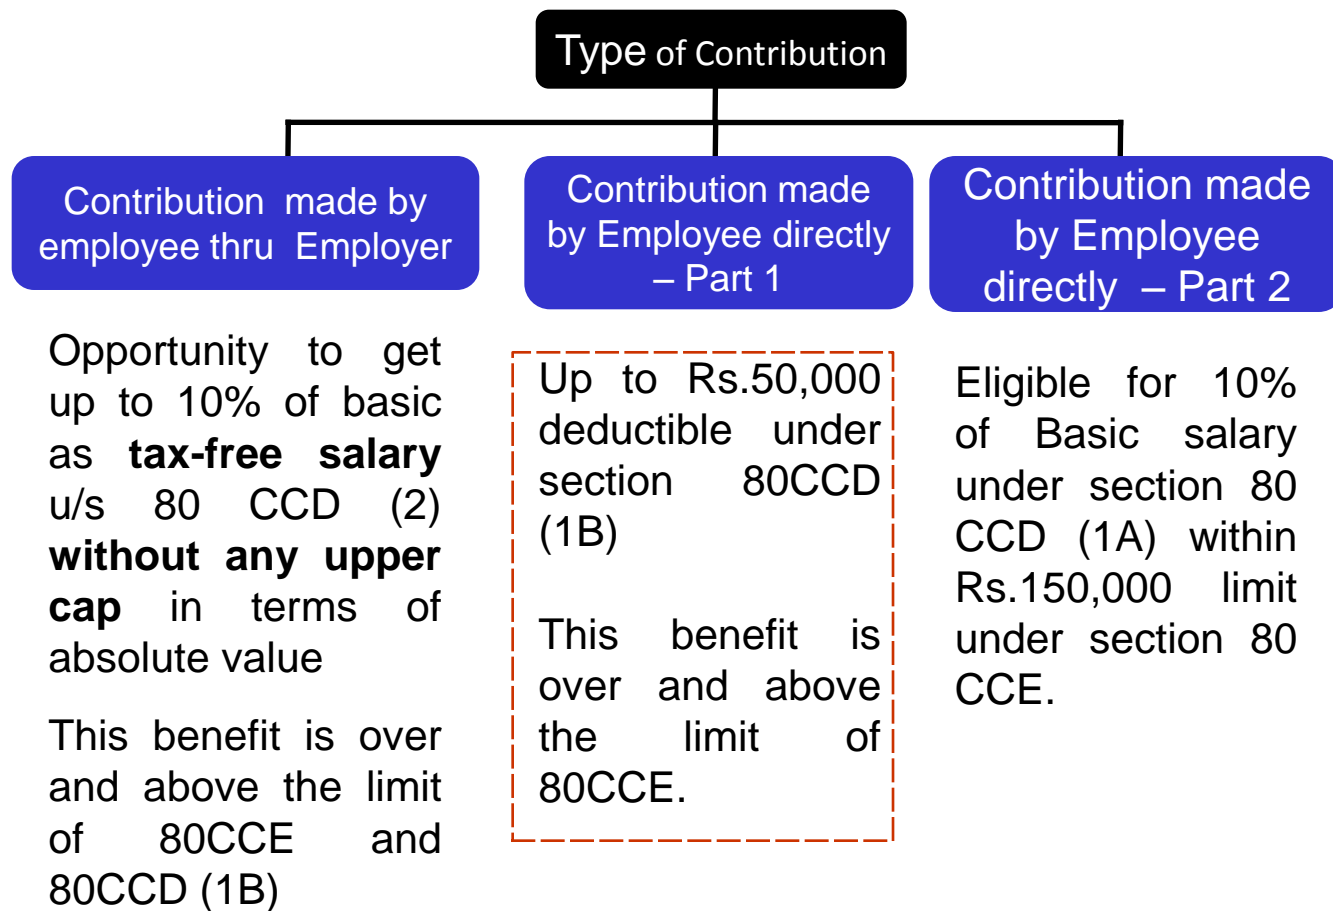 Type of Contribution
Contribution made by
employee thru Employer
Opportunity to get
up to 10% of basic
as tax-free salary
u/s 80 CCD (2)
without any upper
cap in terms of
absolute value
This benefit is over
and above the limit
of 80CCE and
80CCD (1B)
Contribution made
by Employee directly
– Part 1
Up to Rs.50,000
deductible under
section 80CCD
(1B)
This benefit is
over and above
the limit of
80CCE.
Contribution made
by Employee
directly – Part 2
Eligible for 10%
of Basic salary
under section 80
CCD (1A) within
Rs.150,000 limit
under section 80
CCE.